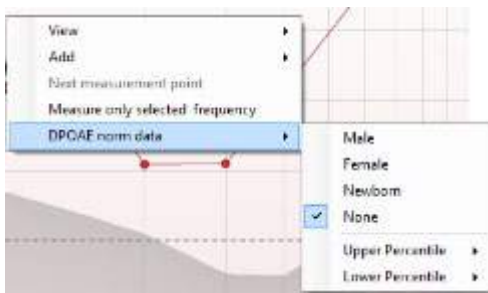 View
Add
Next measurement point
Measure only selected frequency
DPOAE norm data
Male
Female
Newborn
None
Upper Percentile
Lower Percentile